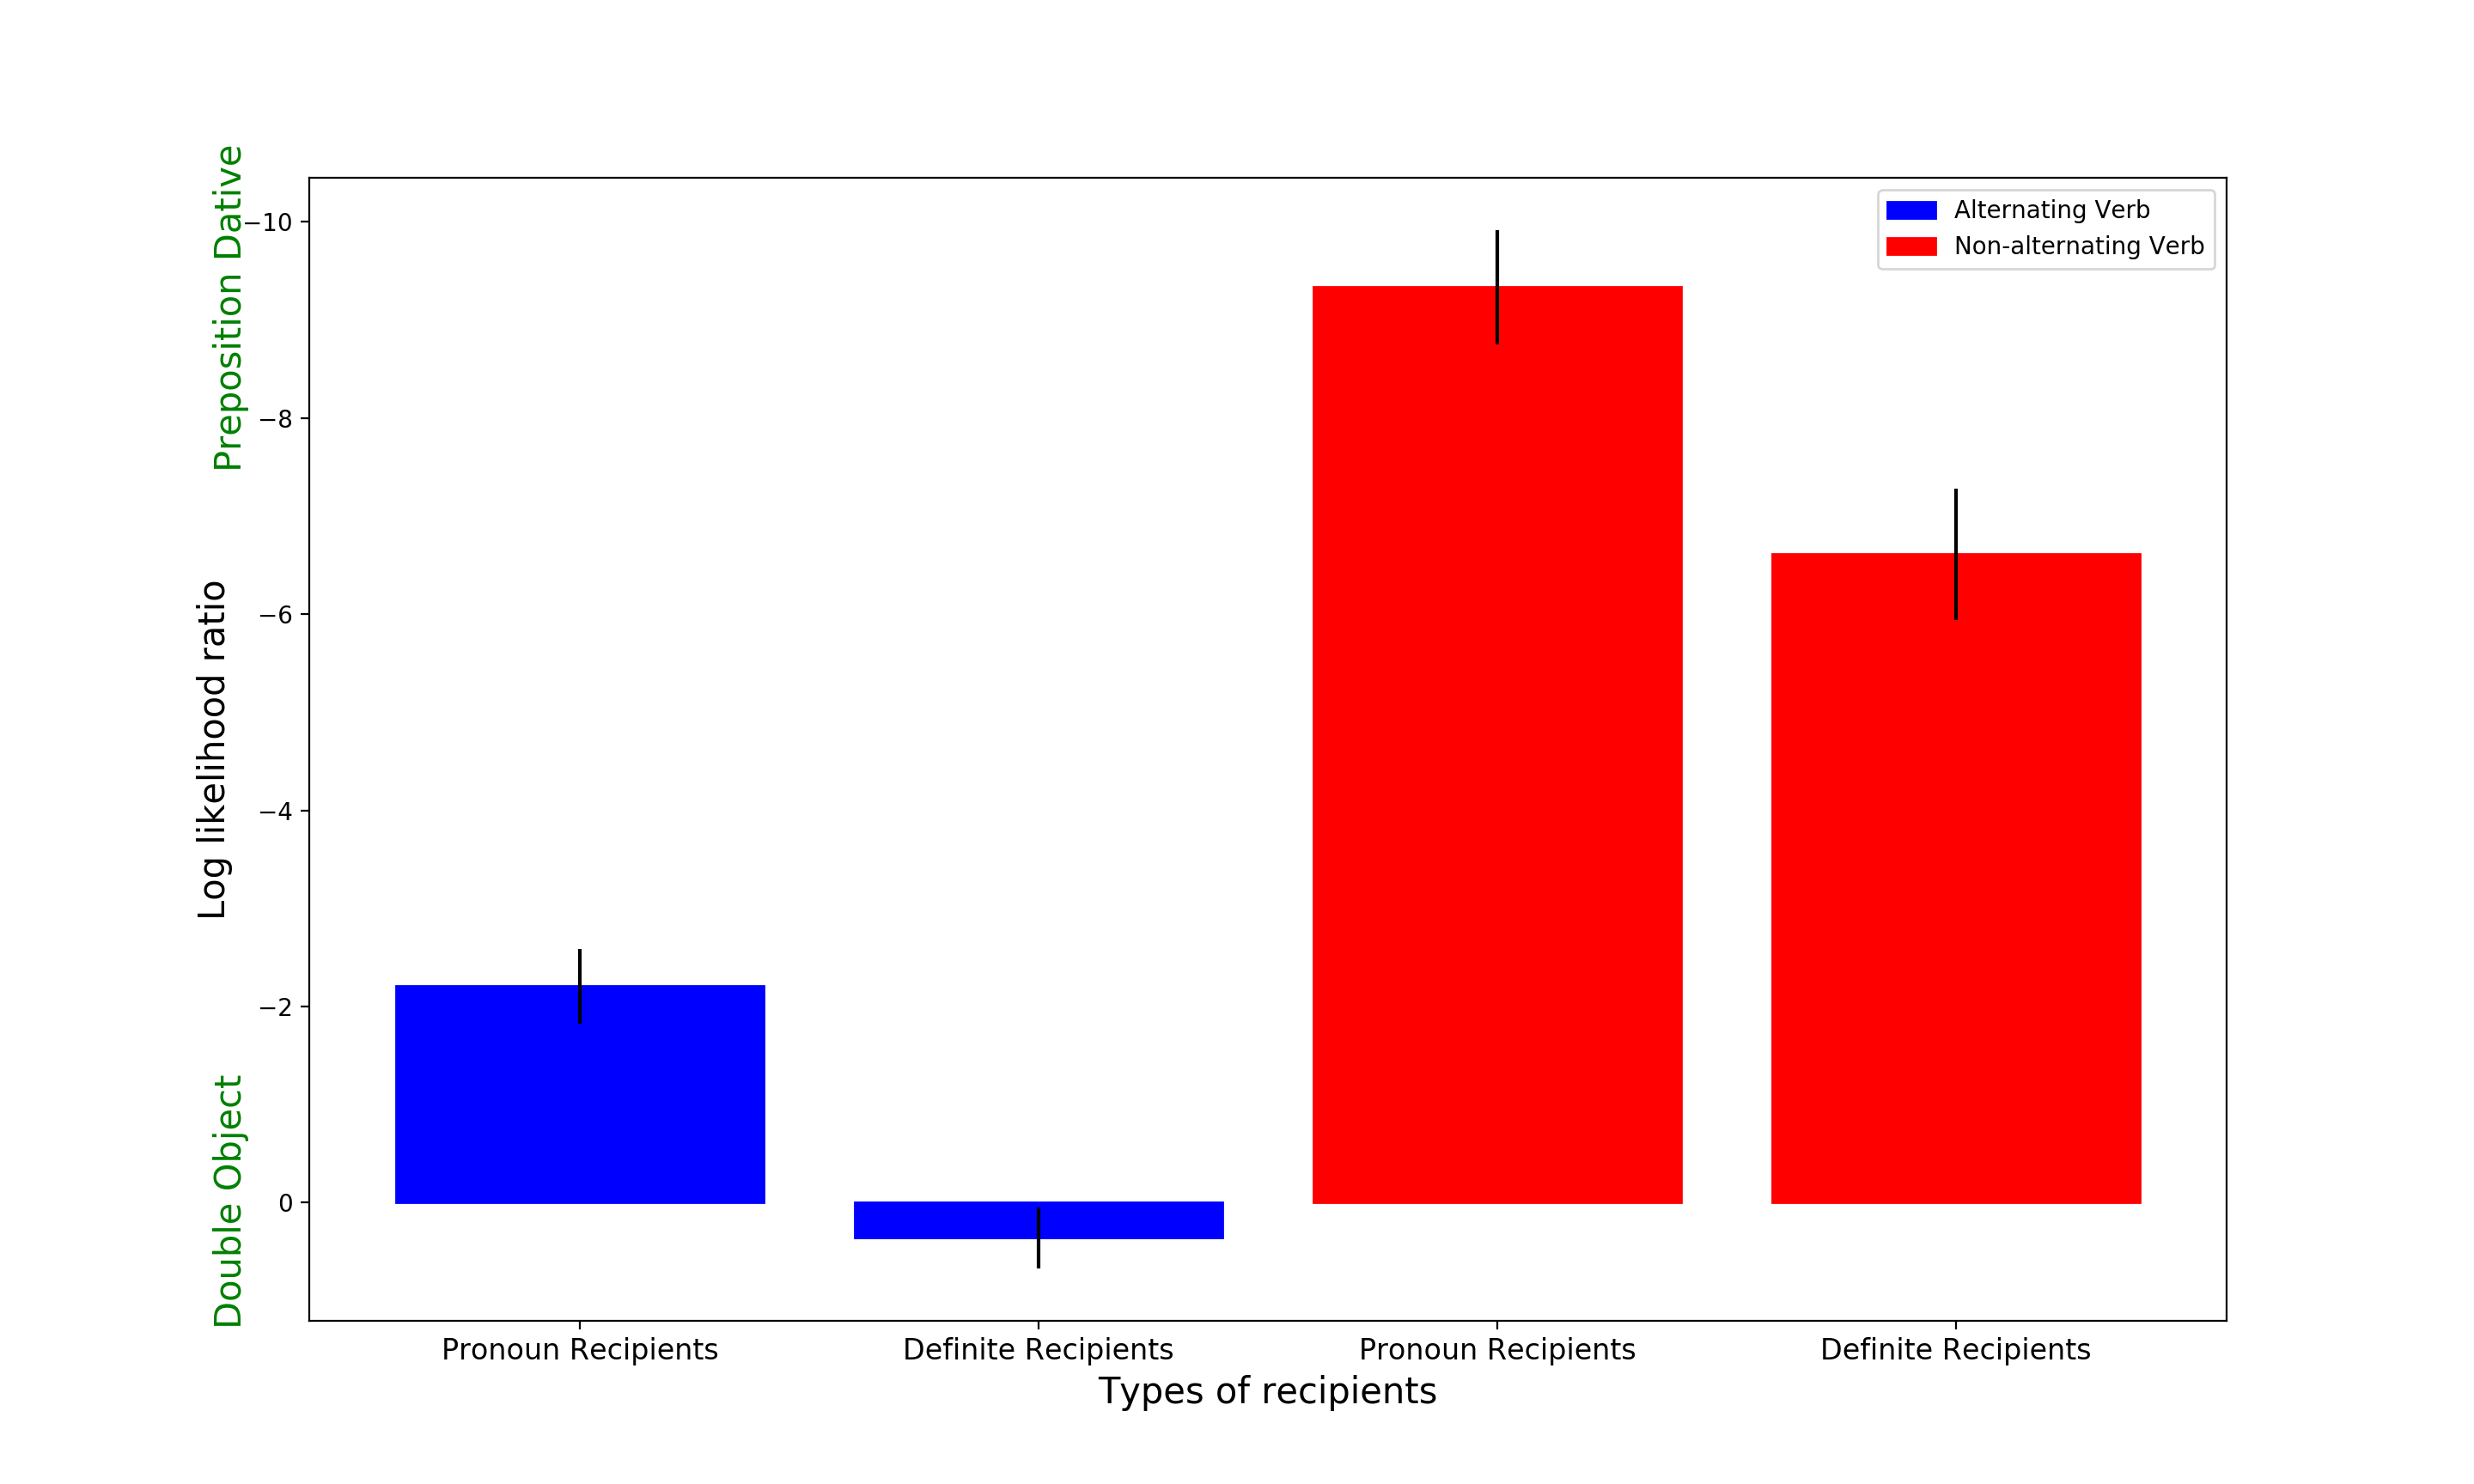 Preposition Dative
Log likelihood ratio
Double Object
−10
−8
−6
−4
−2
0
Alternating Verb
Non-alternating Verb
Pronoun Recipients
Definite Recipients
Pronoun Recipients
Definite Recipients
Types of recipients